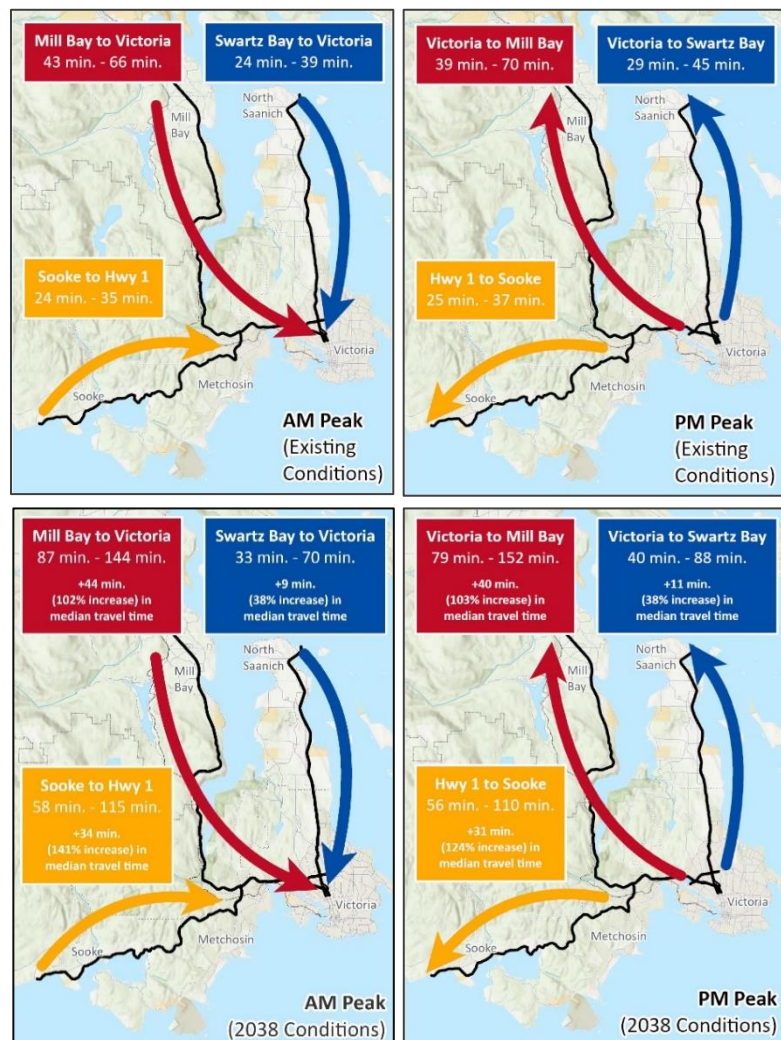 Mill Bay to Victoria
43 min. - 66 min.
Swartz Bay to Victoria
24 min. - 39 min.
North
Saanich
Mill
Bay
Sooke to Hwy 1
24 min. - 35 min.
Victoria
Metchosin
Sooke
AM Peak
(Existing
Conditions)
Victoria to Mill Bay
39 min. - 70 min.
Victoria to Swartz Bay
29 min. - 45 min.
North
Saanich
Mill
Bay
Hwy 1 to Sooke
25 min. - 37 min.
Victoria
Metchosin
Sooke
PM Peak
(Existing
Conditions)
Mill Bay to Victoria
87 min. - 144 min.
+44 min.
(102% increase) in
median travel time
Swartz Bay to Victoria
33 min. - 70 min.
+9 min.
(38% increase) in
median travel time
North
Saanich
Mill
Bay
Sooke to Hwy 1
58 min. - 115 min.
+34 min.
(141% increase) in
median travel time
Victoria
Metchosin
Sooke
AM Peak
(2038 Conditions)
Victoria to Mill Bay
79 min. - 152 min.
+40 min.
(103% increase) in
median travel time
Victoria to Swartz Bay
40 min. - 88 min.
+11 min.
(38% increase) in
median travel time
North
Saanich
Mill
Bay
Hwy 1 to Sooke
56 min. - 110 min.
+31 min.
(124% increase) in
median travel time
Victoria
Metchosin
Sooke
PM Peak
(2038 Conditions)